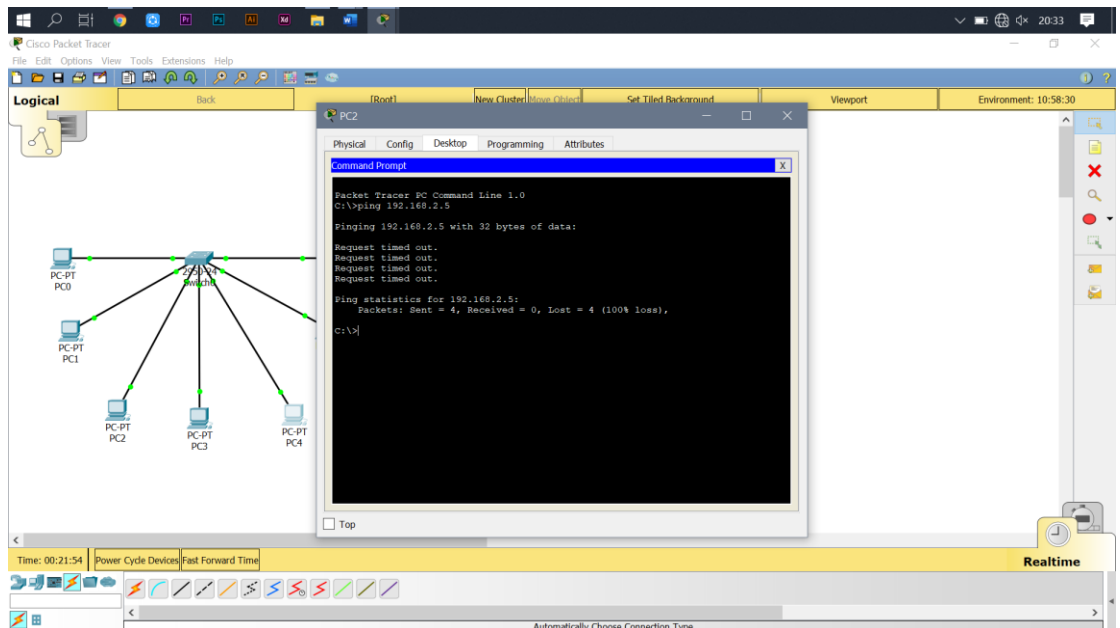 Pr
Ps
Ai
Xd
20:33
Cisco Packet Tracer
File Edit Options View Tools Extensions Help
Logical
Back
[Root]
New Cluster
Move Object
Set Tiled Background
Viewport
Environment: 10:58:30
PC2
Physical Config Desktop Programming Attributes
Command Prompt
X
Packet Tracer PC Command Line 1.0
C:\>ping 192.168.2.5
Pinging 192.168.2.5 with 32 bytes of data:
Request timed out.
Request timed out.
Request timed out.
Request timed out.
Ping statistics for 192.168.2.5:
Packets: Sent = 4, Received = 0, Lost = 4 (100% loss),
C:\>
Top
PC-PT
PC0
2950-24
PC-PT
PC1
PC-PT
PC2
PC-PT
PC3
PC-PT
PC4
Time: 00:21:54
Power Cycle Devices
Fast Forward Time
Realtime
Automatically Choose Connection Type